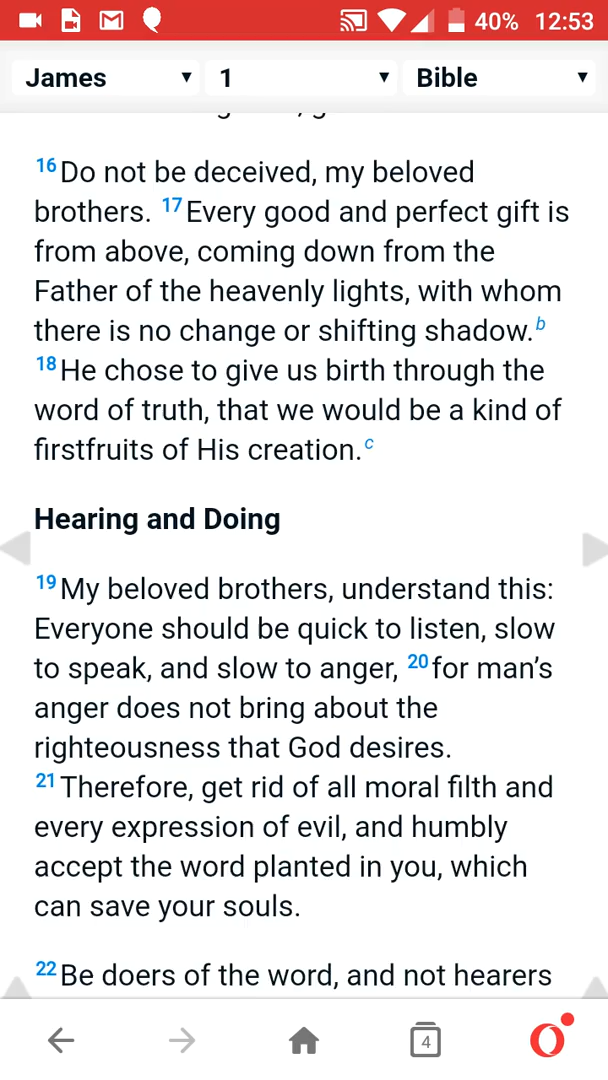 40% 12:53
James 1 Bible
16 Do not be deceived, my beloved
brothers. 17 Every good and perfect gift is
from above, coming down from the
Father of the heavenly lights, with whom
there is no change or shifting shadow. b
18 He chose to give us birth through the
word of truth, that we would be a kind of
firstfruits of His creation. c
Hearing and Doing
19 My beloved brothers, understand this:
Everyone should be quick to listen, slow
to speak, and slow to anger, 20 for man’s
anger does not bring about the
righteousness that God desires.
21 Therefore, get rid of all moral filth and
every expression of evil, and humbly
accept the word planted in you, which
can save your souls.
22 Be doers of the word, and not hearers
4